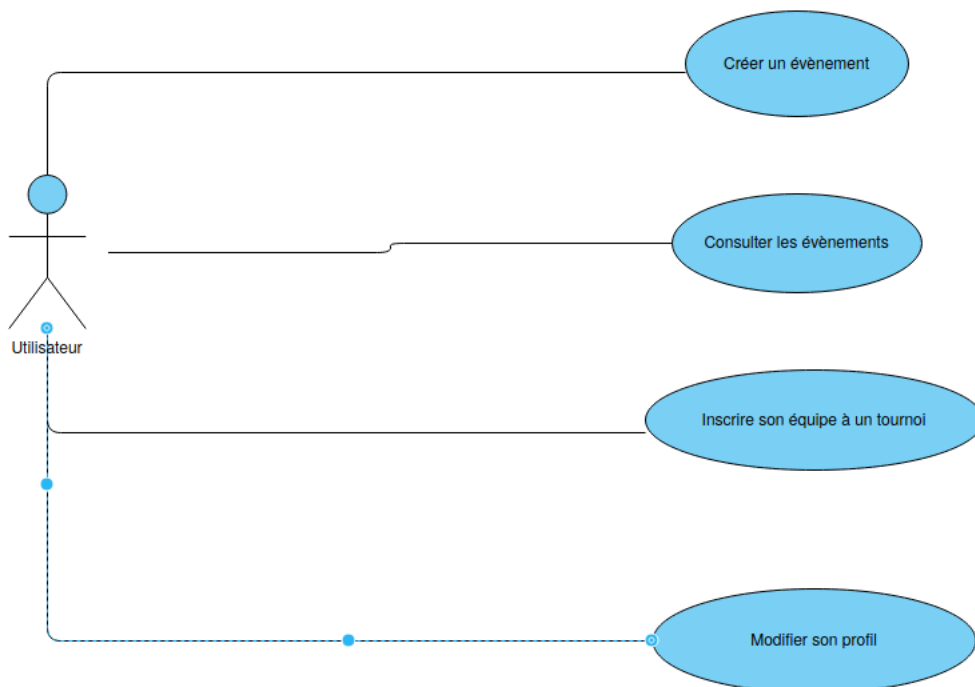 Créer un évènement
Consulter les évènements
Utilisateur
Inscrire son équipe à un tournoi
Modifier son profil